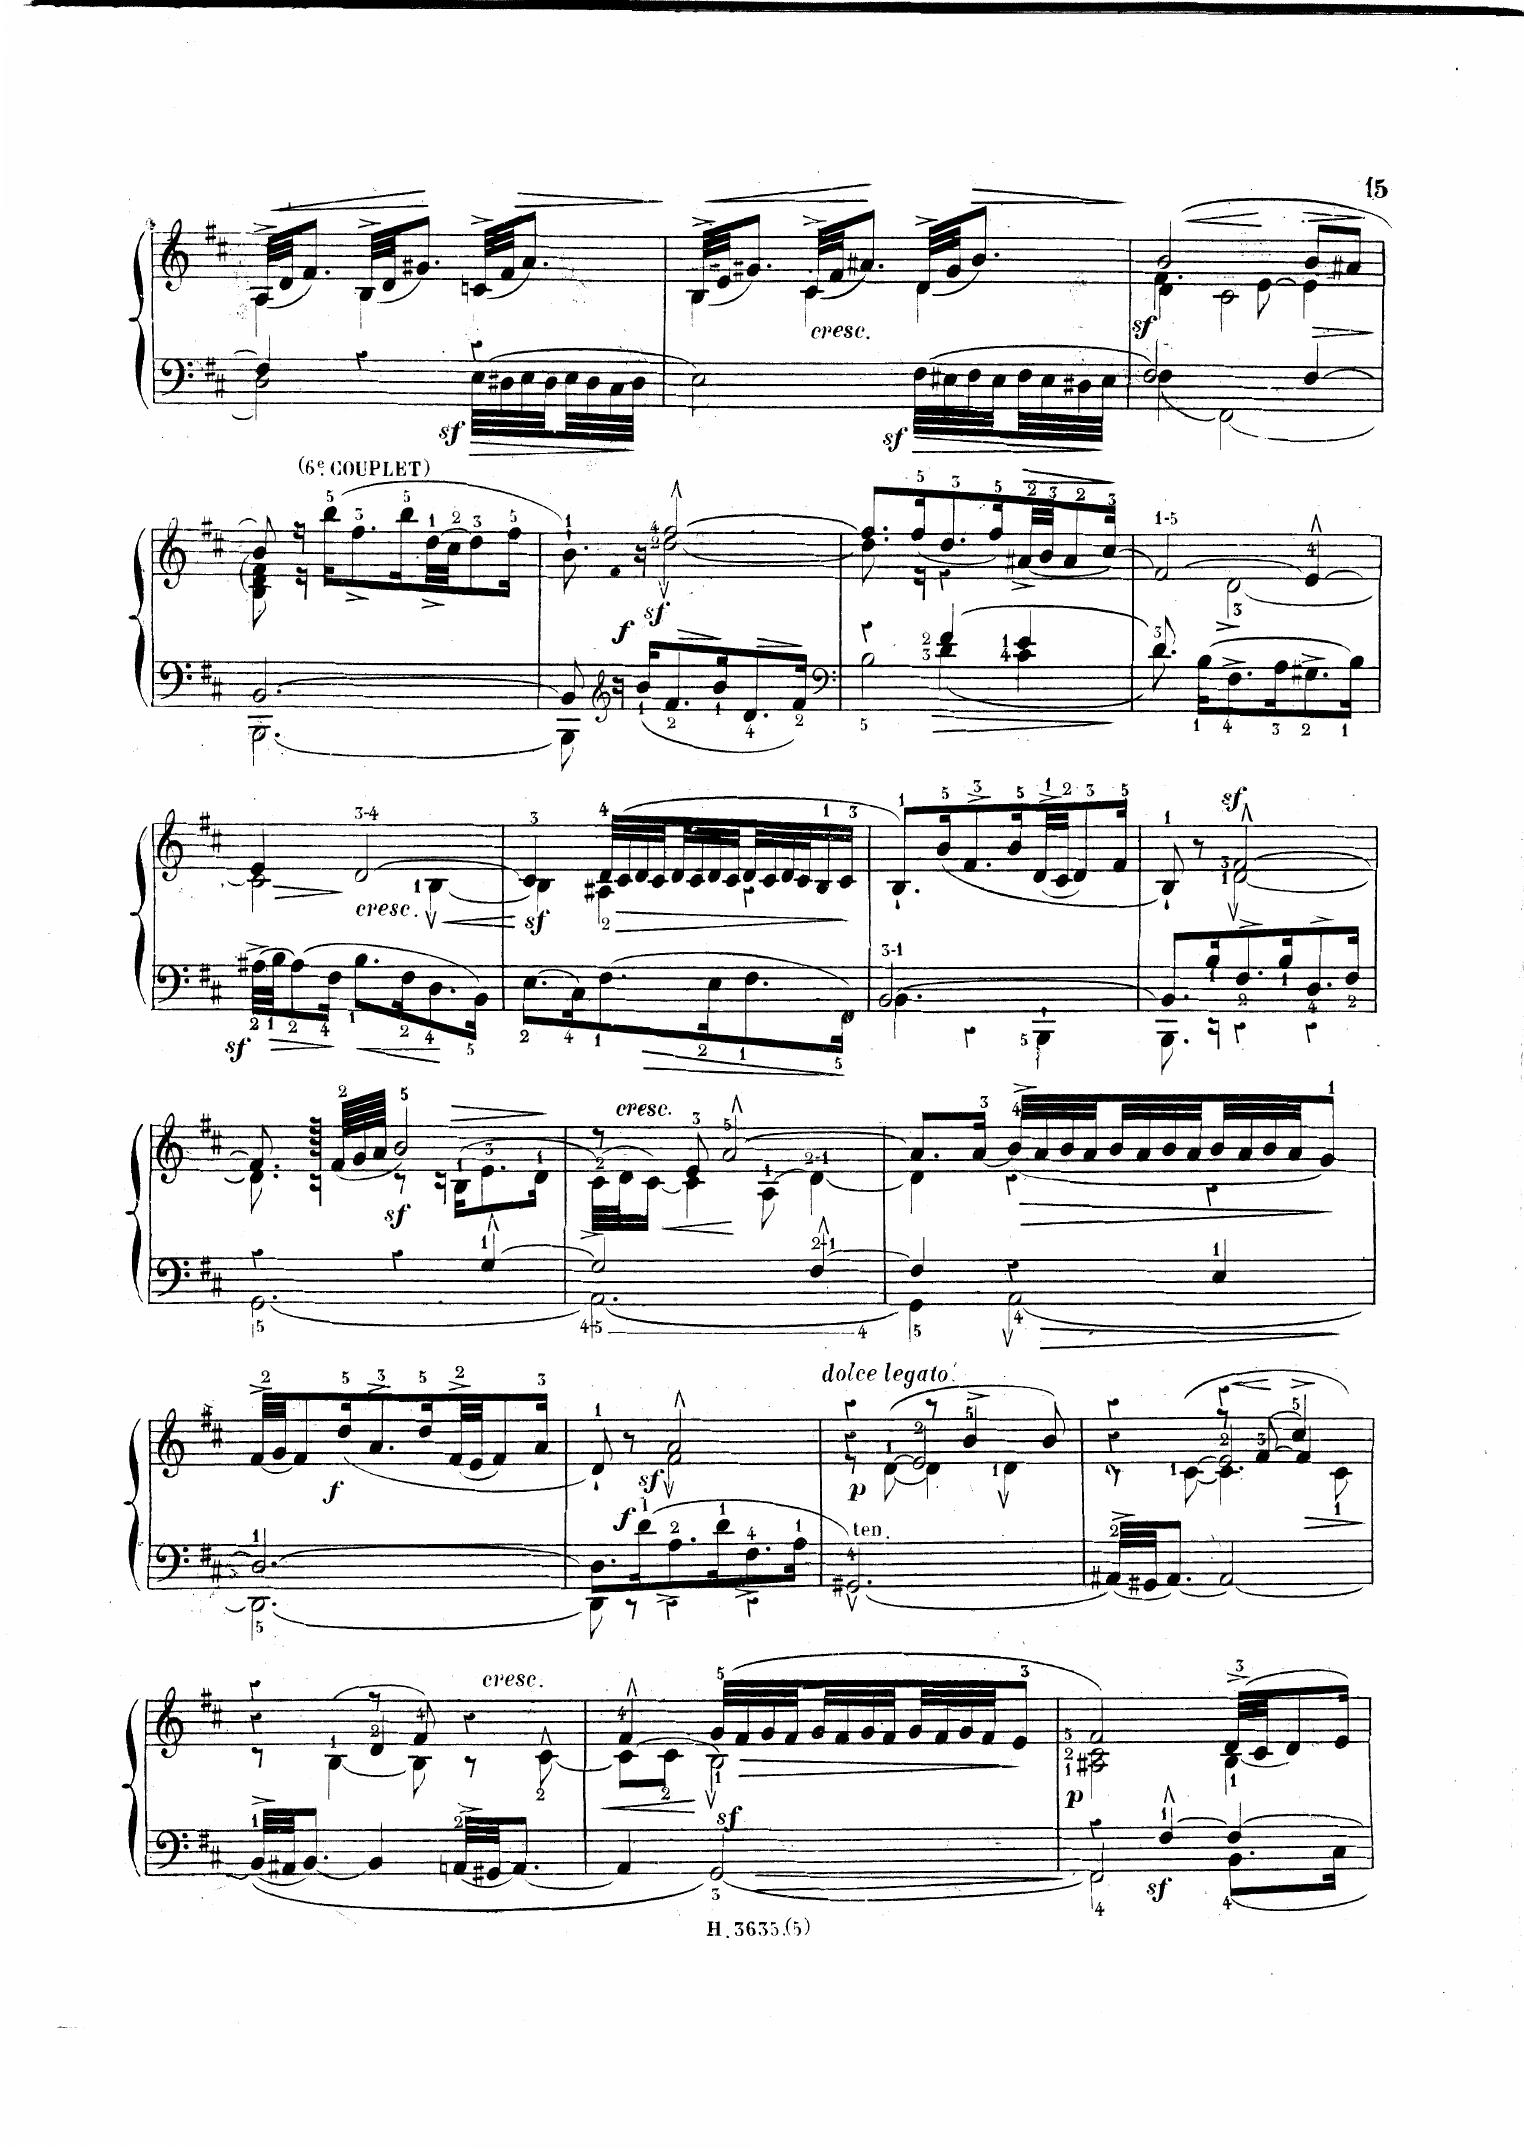 15
cresc.
sf
sf
sf
(6e. COUPLET)
f
sf
sf
cresc.
sf
sf
cresc.
sf
dolce legato.
f
sf
f
p
ten.
cresc.
sf
p
sf
H. 3635.(5)